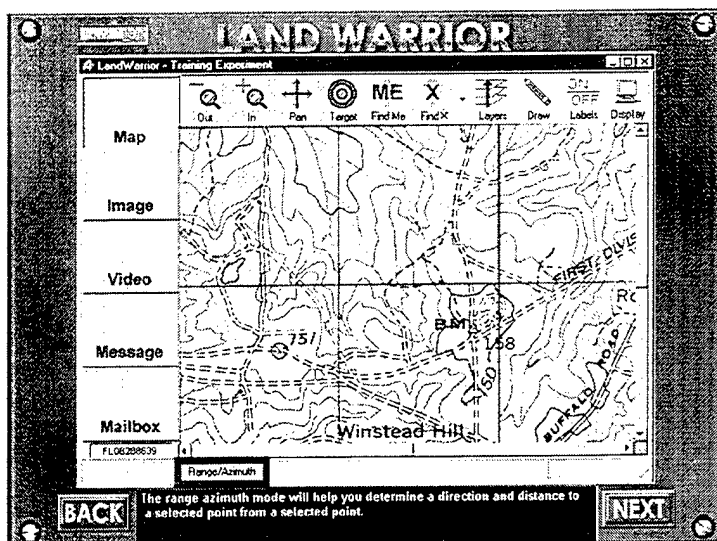 LAND WARRIOR
LandWarrior - Training Experiment
Out In Pan Target Find Me Find X Layers Draw Labels Display
ME X ON OFF
Map
Image
Video
Message
Mailbox
FIRST DIVIS
Ro
751
BM
158
150
BUFFALO ROAD
Winstead Hill
Range/Azimuth
BACK
The range azimuth mode will help you determine a direction and distance to
a selected point from a selected point.
NEXT